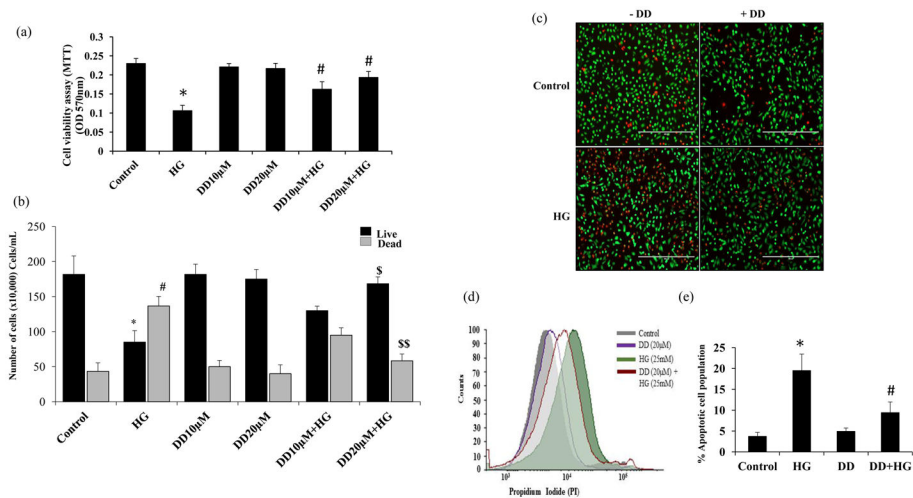 (a)
Cell viability assay (MTT)
(OD 570nm)
0.3
0.25
0.2
0.15
0.1
0.05
0
*
#
#
Control
HG
DD10µM
DD20µM
DD10µM+HG
DD20µM+HG
(b)
Number of cells (x10,000) Cells/mL
250
200
150
100
50
0
Live
Dead
*
#
$
$$
Control
HG
DD10µM
DD20µM
DD10µM+HG
DD20µM+HG
(c)
- DD
+ DD
Control
HG
(d)
Counts
100
90
80
70
60
50
40
30
20
10
0
Control
DD (20µM)
HG (25mM)
DD (20µM) +
HG (25mM)
Propidium Iodide (PI)
(e)
% Apoptotic cell population
25
20
15
10
5
0
*
#
Control
HG
DD
DD+HG